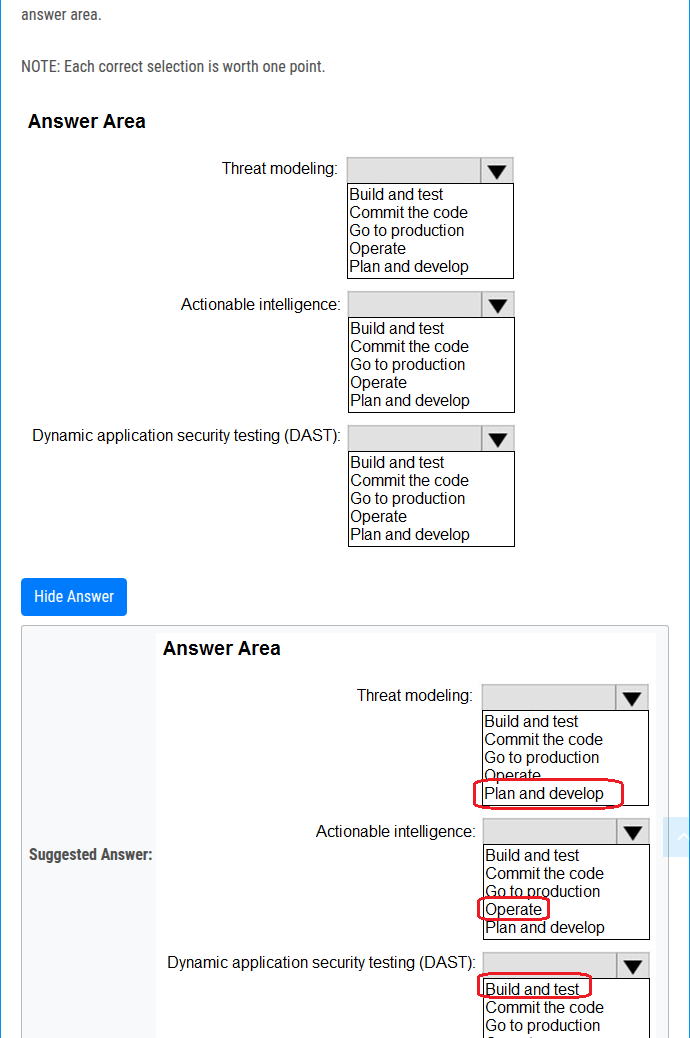 answer area.
NOTE: Each correct selection is worth one point.
Answer Area
Threat modeling:
Build and test
Commit the code
Go to production
Operate
Plan and develop
Actionable intelligence:
Build and test
Commit the code
Go to production
Operate
Plan and develop
Dynamic application security testing (DAST):
Build and test
Commit the code
Go to production
Operate
Plan and develop
Hide Answer
Suggested Answer:
Answer Area
Threat modeling:
Build and test
Commit the code
Go to production
Operate
Plan and develop
Actionable intelligence:
Build and test
Commit the code
Go to production
Operate
Plan and develop
Dynamic application security testing (DAST):
Build and test
Commit the code
Go to production